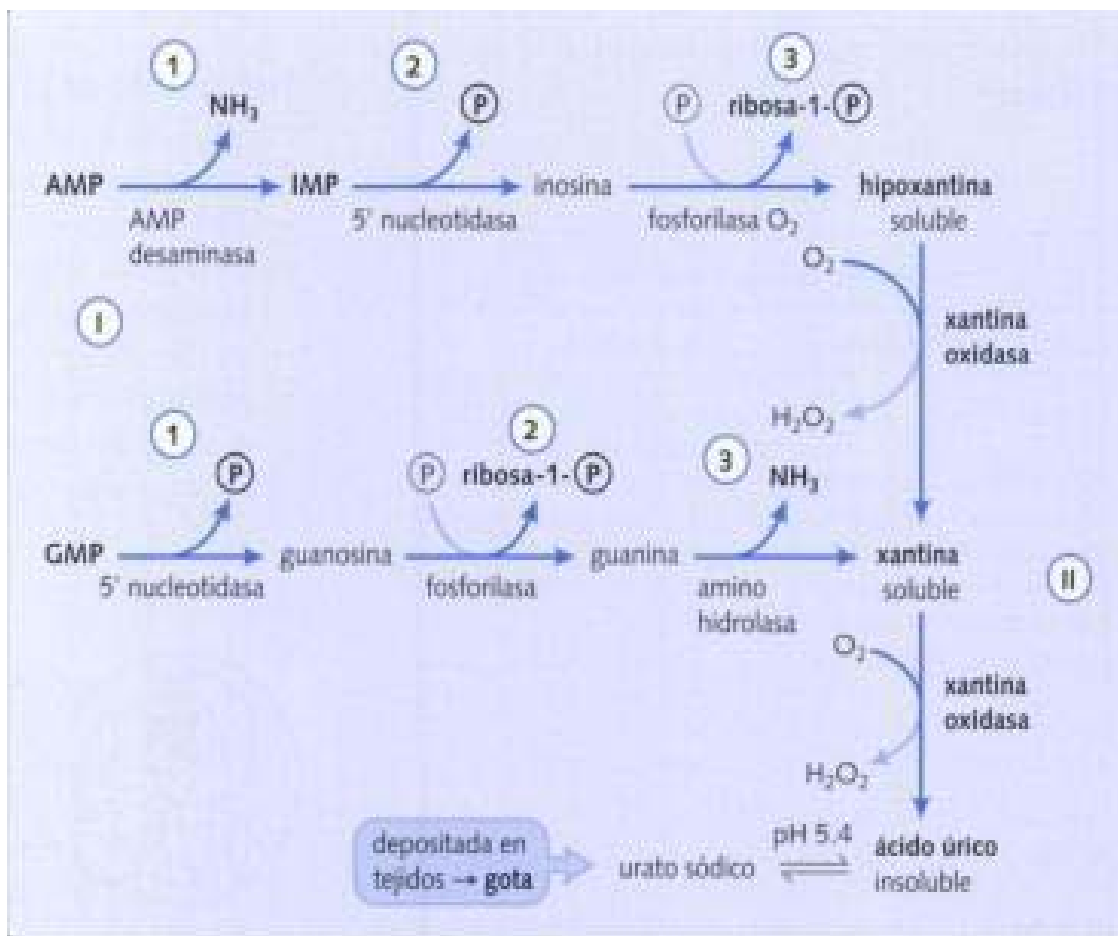 1
2
3
NH₃
P
P
ribosa-1-P
AMP
IMP
inosina
hipoxantina
AMP
desaminasa
5' nucleotidasa
fosforilasa O₂
soluble
O₂
I
xantina
oxidasa
H₂O₂
1
2
3
P
P
ribosa-1-P
NH₃
GMP
guanosina
guanina
xantina
5' nucleotidasa
fosforilasa
amino
hidrolasa
soluble
II
O₂
xantina
oxidasa
H₂O₂
depositada en
tejidos → gota
urato sódico
pH 5.4
ácido úrico
insoluble